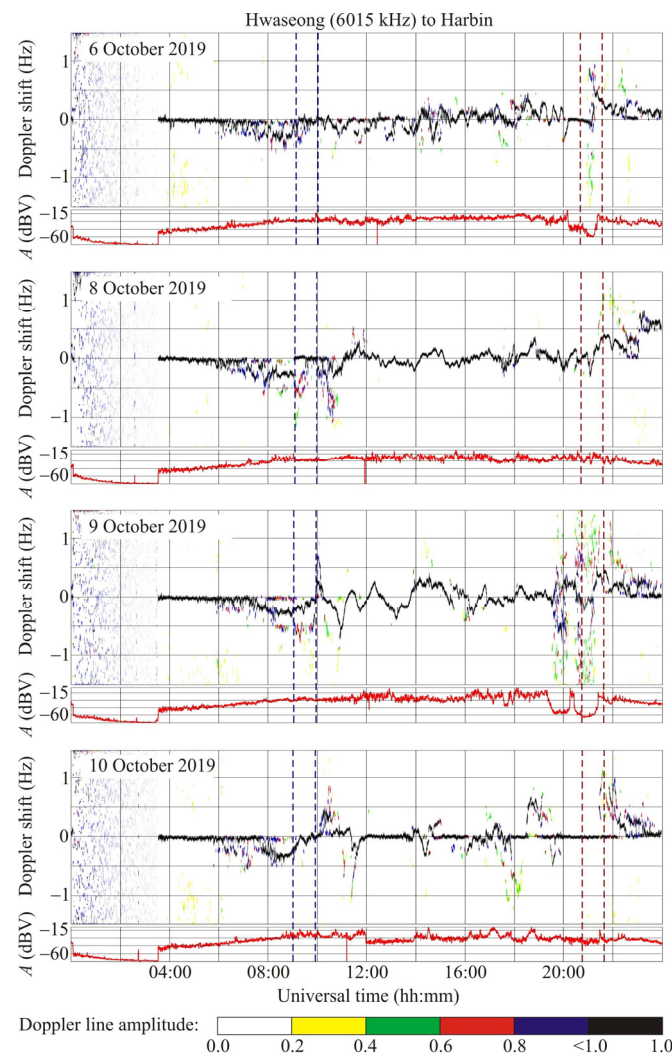 Hwaseong (6015 kHz) to Harbin
6 October 2019
Doppler shift (Hz)
1
0
−1
A (dBV)
−15
−60
8 October 2019
Doppler shift (Hz)
1
0
−1
A (dBV)
−15
−60
9 October 2019
Doppler shift (Hz)
1
0
−1
A (dBV)
−15
−60
10 October 2019
Doppler shift (Hz)
1
0
−1
A (dBV)
−15
−60
04:00 08:00 12:00 16:00 20:00
Universal time (hh:mm)
Doppler line amplitude:
0.0 0.2 0.4 0.6 0.8 <1.0 1.0